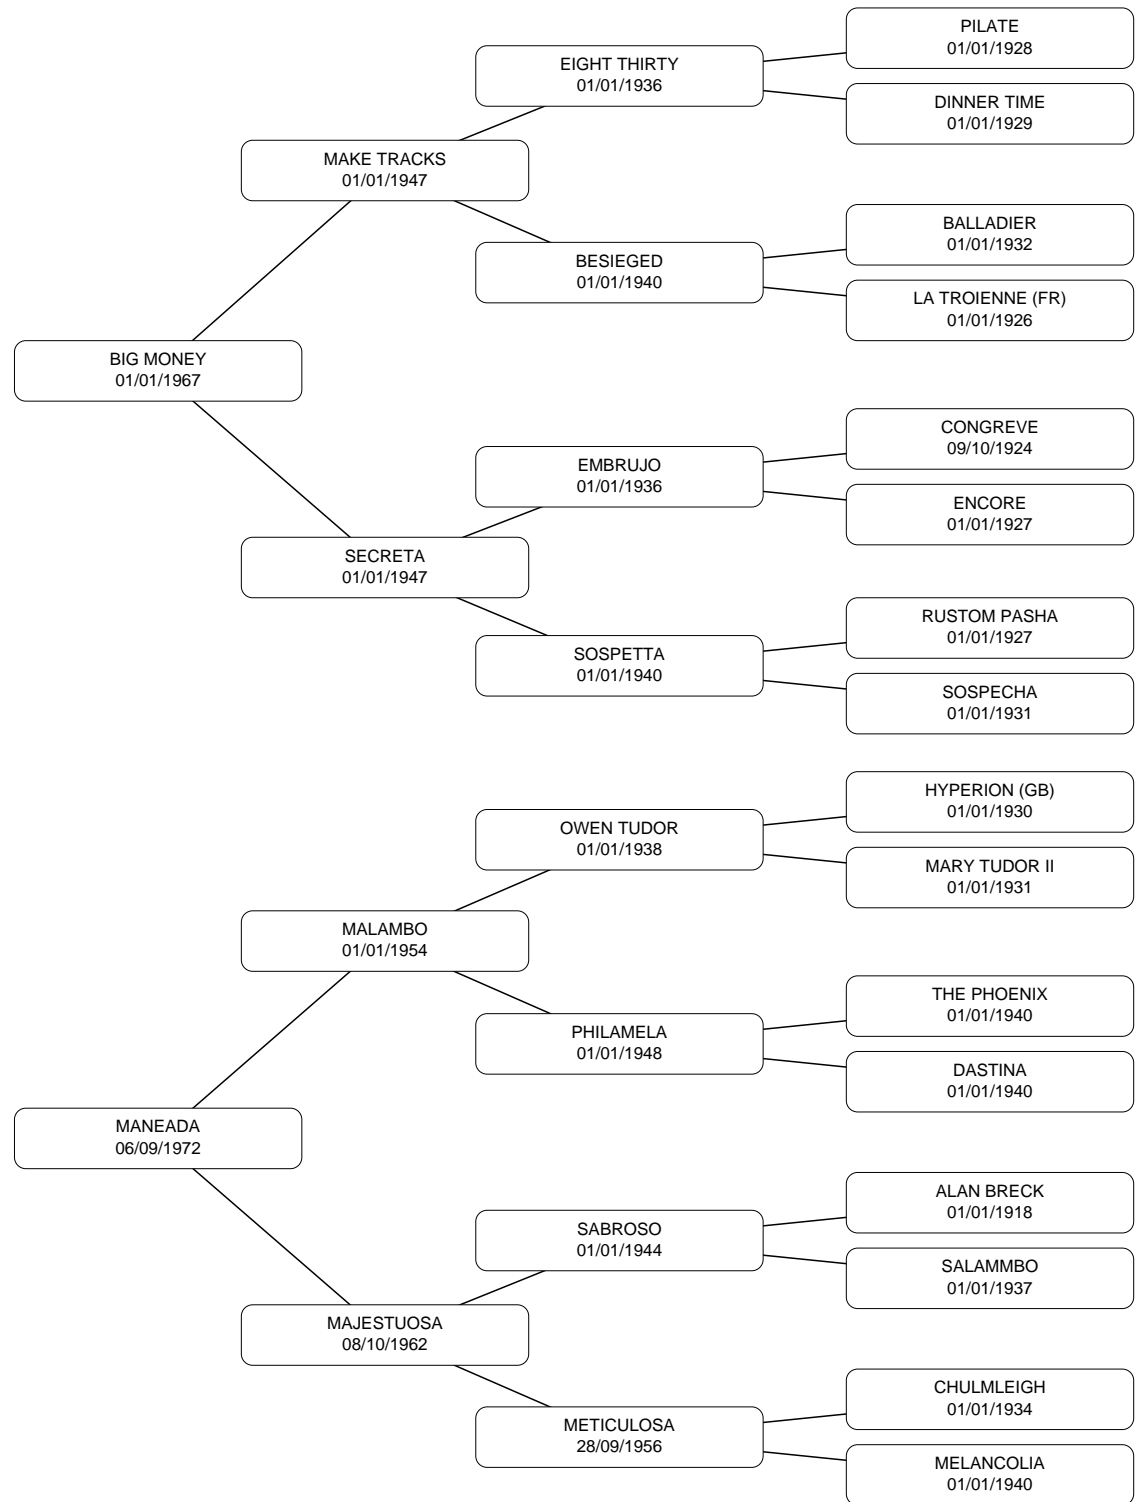 PILATE
01/01/1928
EIGHT THIRTY
01/01/1936
DINNER TIME
01/01/1929
MAKE TRACKS
01/01/1947
BALLADIER
01/01/1932
BESIEGED
01/01/1940
LA TROIENNE (FR)
01/01/1926
BIG MONEY
01/01/1967
CONGREVE
09/10/1924
EMBRUJO
01/01/1936
ENCORE
01/01/1927
SECRETA
01/01/1947
RUSTOM PASHA
01/01/1927
SOSPETTA
01/01/1940
SOSPECHA
01/01/1931
HYPERION (GB)
01/01/1930
OWEN TUDOR
01/01/1938
MARY TUDOR II
01/01/1931
MALAMBO
01/01/1954
THE PHOENIX
01/01/1940
PHILAMELA
01/01/1948
DASTINA
01/01/1940
MANEADA
06/09/1972
ALAN BRECK
01/01/1918
SABROSO
01/01/1944
SALAMMBO
01/01/1937
MAJESTUOSA
08/10/1962
CHULMLEIGH
01/01/1934
METICULOSA
28/09/1956
MELANCOLIA
01/01/1940